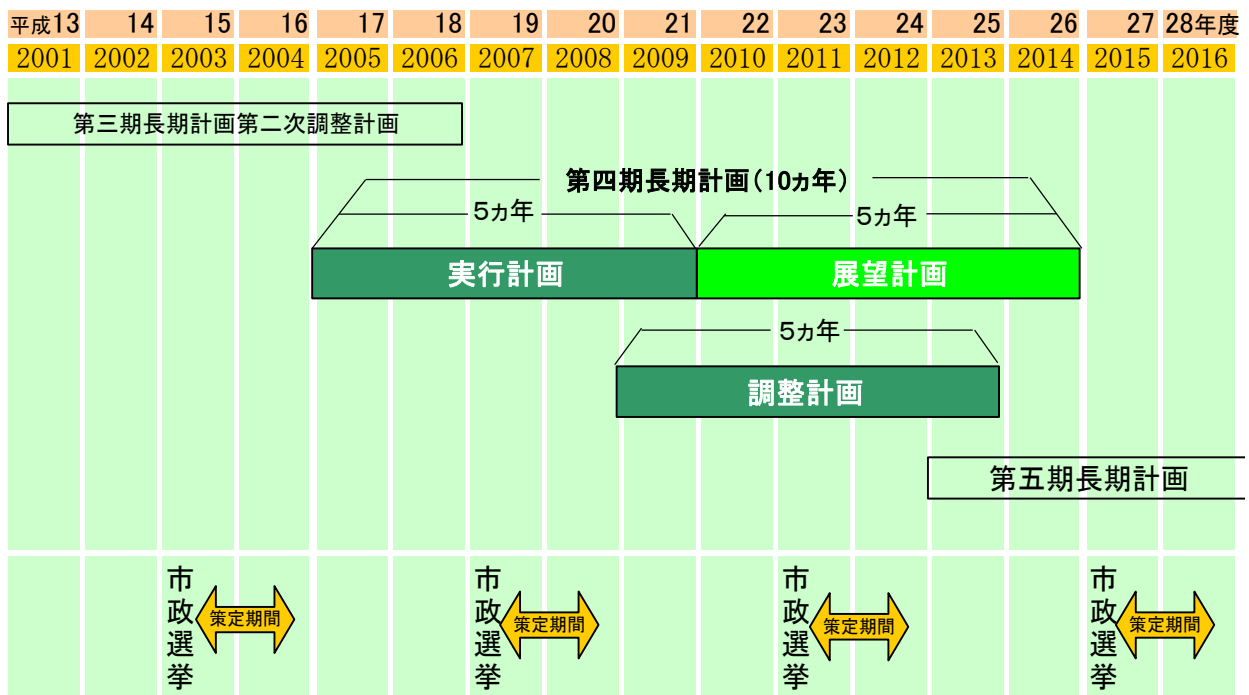 平成13 14 15 16 17 18 19 20 21 22 23 24 25 26 27 28年度
2001 2002 2003 2004 2005 2006 2007 2008 2009 2010 2011 2012 2013 2014 2015 2016
第三期長期計画第二次調整計画
第四期長期計画(10ヵ年)
5ヵ年 5ヵ年
実行計画 展望計画
5ヵ年
調整計画
第五期長期計画
市政選挙 策定期間 市政選挙 策定期間 市政選挙 策定期間 市政選挙 策定期間